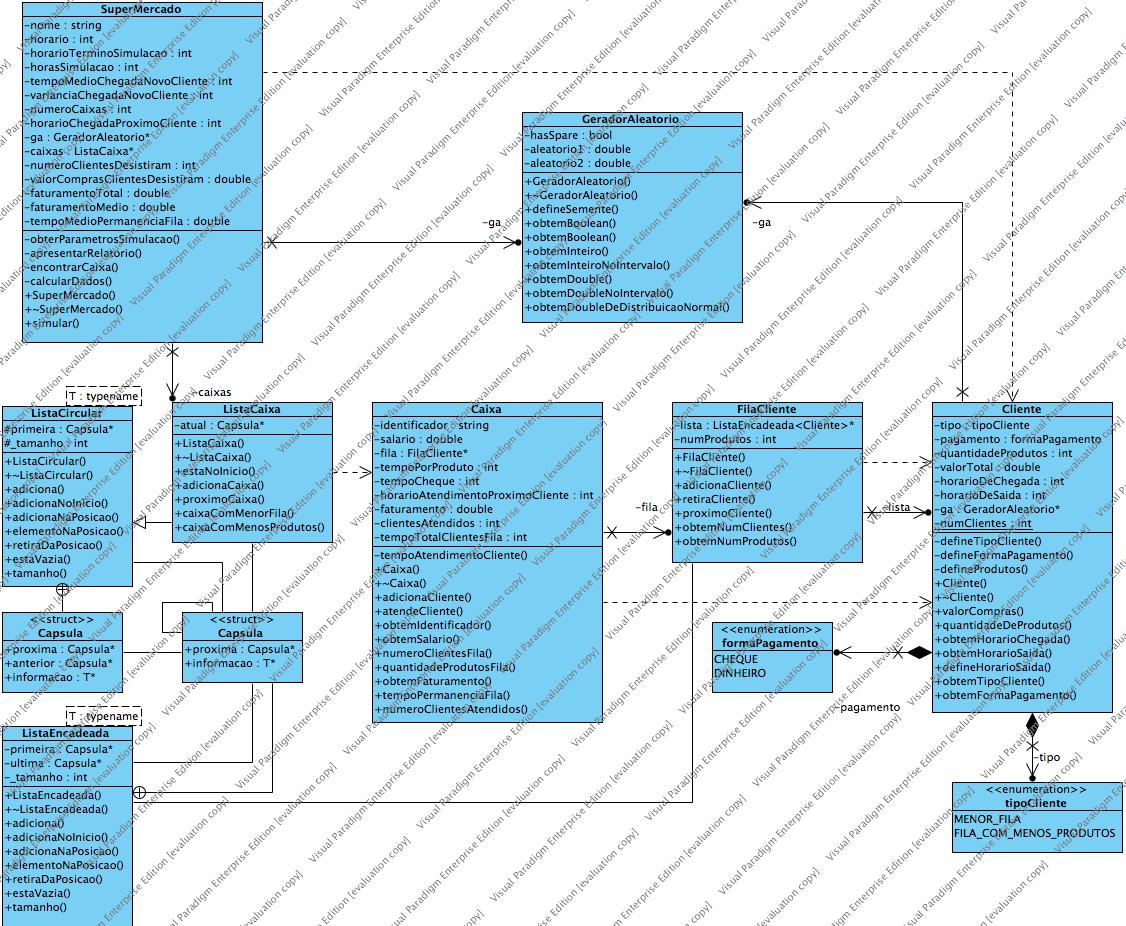 SuperMercado
-nome : string
-horario : int
-horarioTerminoSimulacao : int
-horasSimulacao : int
-tempoMedioChegadaNovoCliente : int
-varianciaChegadaNovoCliente : int
-numeroCaixas : int
-horarioChegadaProximoCliente : int
-ga : GeradorAleatorio*
-caixas : ListaCaixa*
-numeroClientesDesistiram : int
-valorComprasClientesDesistiram : double
-faturamentoTotal : double
-faturamentoMedio : double
-tempoMedioPermanenciaFila : double
-obterParametrosSimulacao()
-apresentarRelatorio()
-encontrarCaixa()
-calcularDados()
+SuperMercado()
+~SuperMercado()
+simular()
GeradorAleatorio
-hasSpare : bool
-aleatorio1 : double
-aleatorio2 : double
+GeradorAleatorio()
+~GeradorAleatorio()
+defineSemente()
+obtemBoolean()
+obtemBoolean()
+obtemInteiro()
+obtemInteiroNoIntervalo()
+obtemDouble()
+obtemDoubleNoIntervalo()
+obtemDoubleDeDistribuicaoNormal()
-ga
-ga
-caixas
T : typename
ListaCircular
#primeira : Capsula*
#_tamanho : int
+ListaCircular()
+~ListaCircular()
+adiciona()
+adicionaNoInicio()
+adicionaNaPosicao()
+elementoNaPosicao()
+retiraDaPosicao()
+estaVazia()
+tamanho()
ListaCaixa
-atual : Capsula*
+ListaCaixa()
+~ListaCaixa()
+estaNoInicio()
+adicionaCaixa()
+proximoCaixa()
+caixaComMenorFila()
+caixaComMenosProdutos()
Caixa
-identificador : string
-salario : double
-fila : FilaCliente*
-tempoPorProduto : int
-tempoCheque : int
-horarioAtendimentoProximoCliente : int
-faturamento : double
-clientesAtendidos : int
-tempoTotalClientesFila : int
-tempoAtendimentoCliente()
+Caixa()
+~Caixa()
+adicionaCliente()
+atendeCliente()
+obtemIdentificador()
+obtemSalario()
+numeroClientesFila()
+quantidadeProdutosFila()
+obtemFaturamento()
+tempoPermanenciaFila()
+numeroClientesAtendidos()
-fila
FilaCliente
-lista : ListaEncadeada<Cliente>*
-numProdutos : int
+FilaCliente()
+~FilaCliente()
+adicionaCliente()
+retiraCliente()
+proximoCliente()
+obtemNumClientes()
+obtemNumProdutos()
-lista
Cliente
-tipo : tipoCliente
-pagamento : formaPagamento
-quantidadeProdutos : int
-valorTotal : double
-horarioDeChegada : int
-horarioDeSaida : int
-ga : GeradorAleatorio*
-numClientes : int
-defineTipoCliente()
-defineFormaPagamento()
-defineProdutos()
+Cliente()
+~Cliente()
+valorCompras()
+quantidadeDeProdutos()
+obtemHorarioChegada()
+obtemHorarioSaida()
+defineHorarioSaida()
+obtemTipoCliente()
+obtemFormaPagamento()
<<struct>>
Capsula
+proxima : Capsula*
+anterior : Capsula*
+informacao : T*
<<struct>>
Capsula
+proxima : Capsula*
+informacao : T*
<<enumeration>>
formaPagamento
CHEQUE
DINHEIRO
-pagamento
-tipo
<<enumeration>>
tipoCliente
MENOR_FILA
FILA_COM_MENOS_PRODUTOS
T : typename
ListaEncadeada
-primeira : Capsula*
-ultima : Capsula*
-_tamanho : int
+ListaEncadeada()
+~ListaEncadeada()
+adiciona()
+adicionaNoInicio()
+adicionaNaPosicao()
+elementoNaPosicao()
+retiraDaPosicao()
+estaVazia()
+tamanho()
Visual Paradigm Enterprise Edition [evaluation copy]